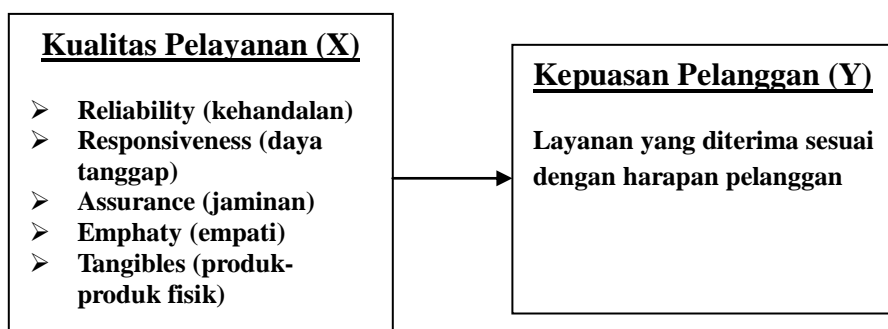 Kualitas Pelayanan (X)
➢ Reliability (kehandalan)
➢ Responsiveness (daya
tanggap)
➢ Assurance (jaminan)
➢ Emphaty (empati)
➢ Tangibles (produk-
produk fisik)
Kepuasan Pelanggan (Y)
Layanan yang diterima sesuai
dengan harapan pelanggan